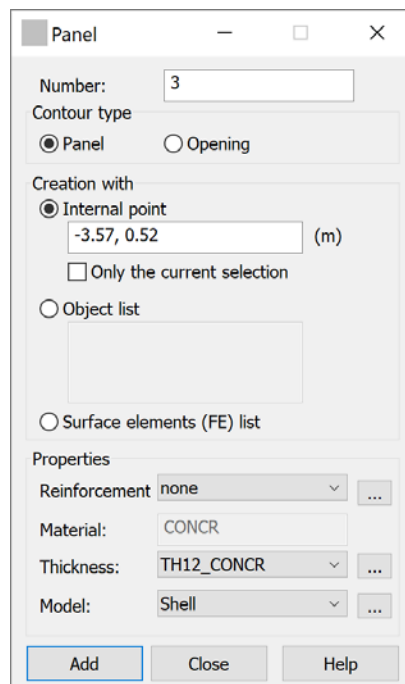 Panel
Number: 3
Contour type
Panel Opening
Creation with
Internal point
-3.57, 0.52 (m)
Only the current selection
Object list
Surface elements (FE) list
Properties
Reinforcement none ...
Material: CONCR
Thickness: TH12_CONCR ...
Model: Shell ...
Add Close Help